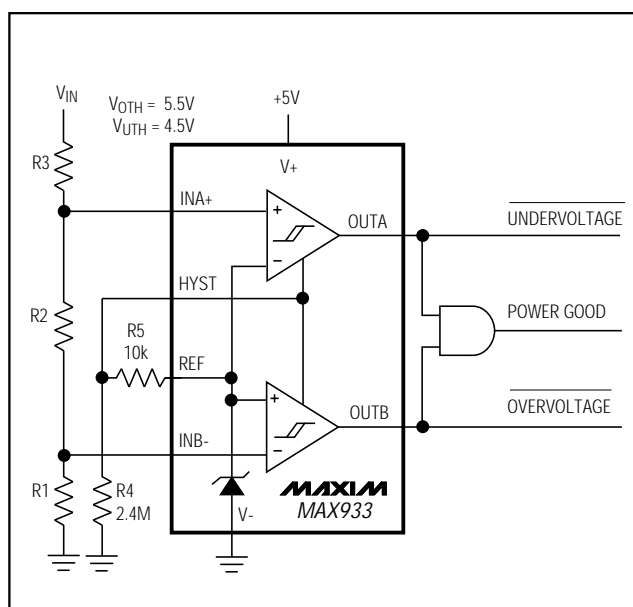 V_IN
V_OTH = 5.5V
V_UTH = 4.5V
+5V
V+
R3
INA+
+
−
OUTA
UNDERVOLTAGE
HYST
R2
R5
10k
REF
POWER GOOD
+
−
OUTB
OVERVOLTAGE
INB-
R1
R4
2.4M
V-
MAXIM
MAX933